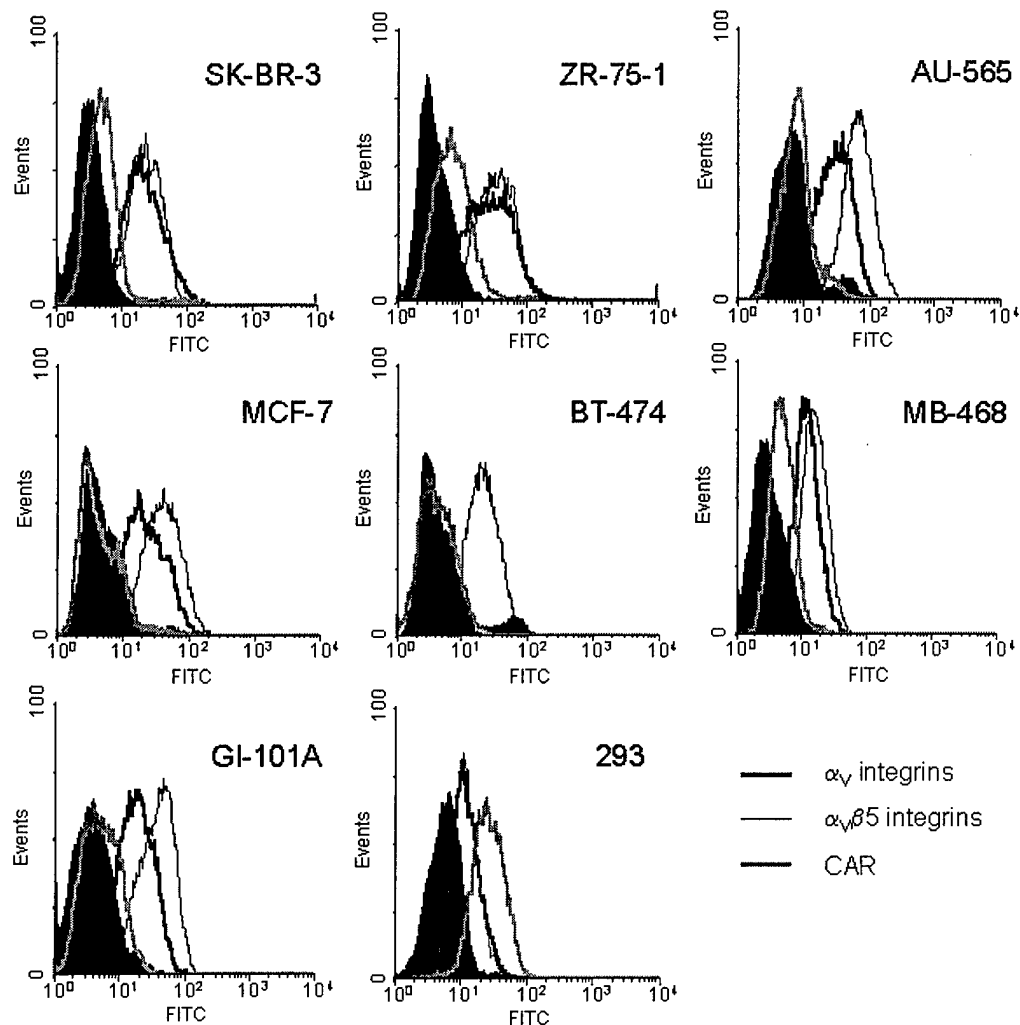 100
SK-BR-3
Events
0
10⁰ 10¹ 10² 10³ 10⁴
FITC
100
ZR-75-1
Events
0
10⁰ 10¹ 10² 10³ 10⁴
FITC
100
AU-565
Events
0
10⁰ 10¹ 10² 10³ 10⁴
FITC
100
MCF-7
Events
0
10⁰ 10¹ 10² 10³ 10⁴
FITC
100
BT-474
Events
0
10⁰ 10¹ 10² 10³ 10⁴
FITC
100
MB-468
Events
0
10⁰ 10¹ 10² 10³ 10⁴
FITC
100
GI-101A
Events
0
10⁰ 10¹ 10² 10³ 10⁴
FITC
100
293
Events
0
10⁰ 10¹ 10² 10³ 10⁴
FITC
αV integrins
αVβ5 integrins
CAR